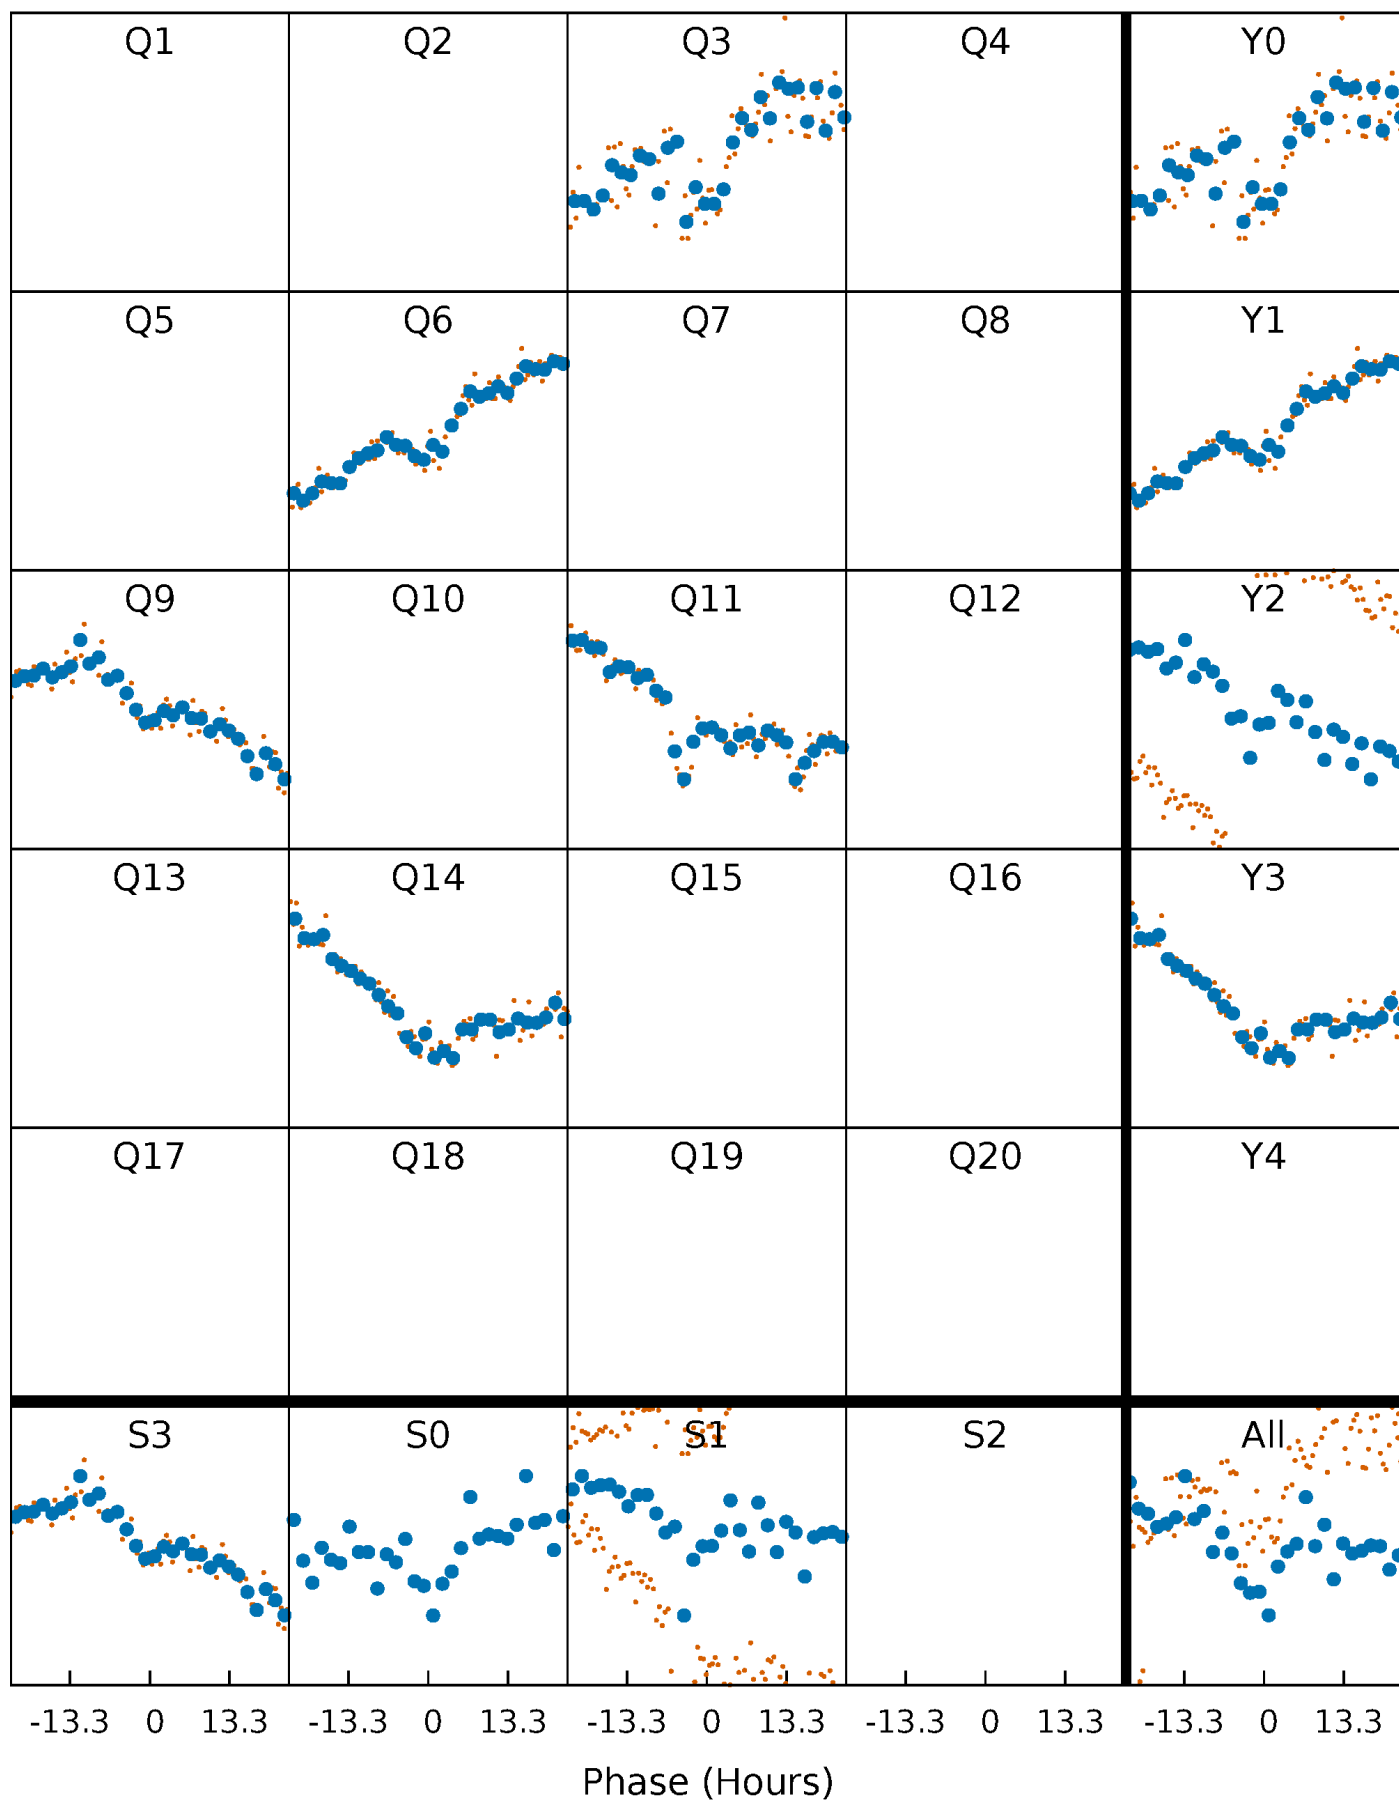 Q1 Q2 Q3 Q4 Y0
Q5 Q6 Q7 Q8 Y1
Q9 Q10 Q11 Q12 Y2
Q13 Q14 Q15 Q16 Y3
Q17 Q18 Q19 Q20 Y4
S3 S0 S1 S2 All
-13.3 0 13.3 -13.3 0 13.3 -13.3 0 13.3 -13.3 0 13.3 -13.3 0 13.3
Phase (Hours)